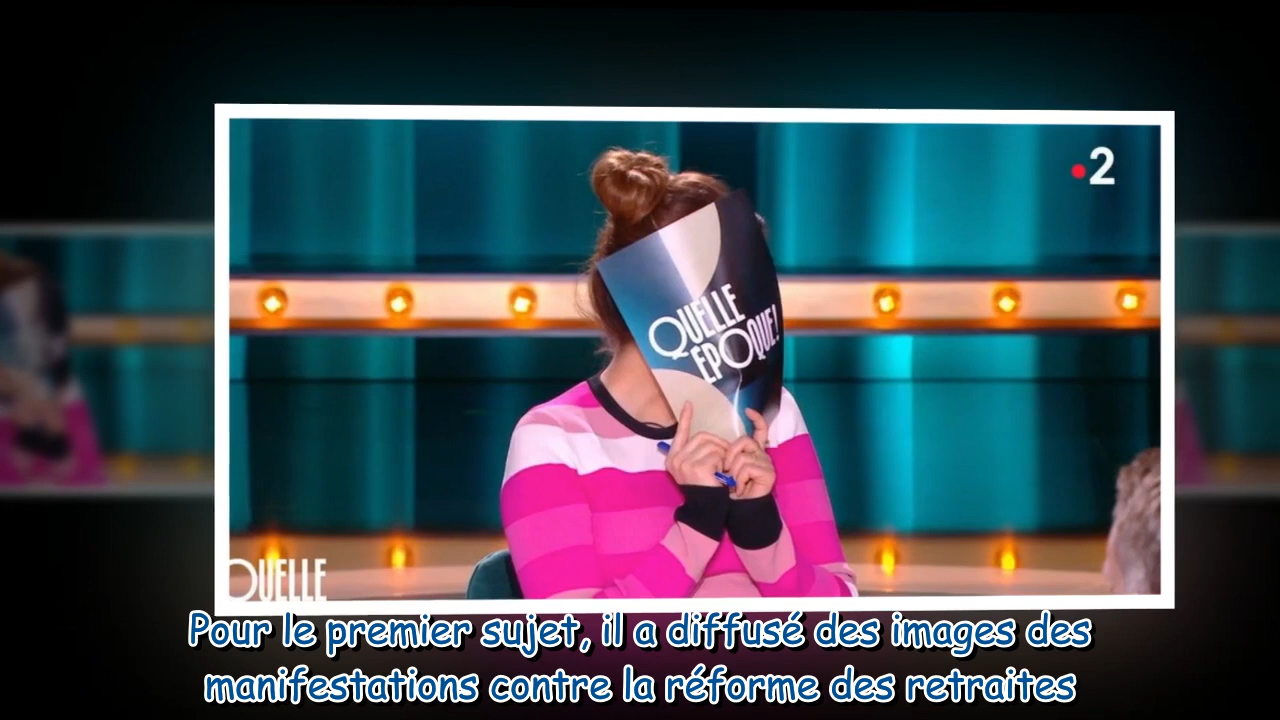 2
QUELLE
ÉPOQUE!
QUELLE
Pour le premier sujet, il a diffusé des images des
manifestations contre la réforme des retraites